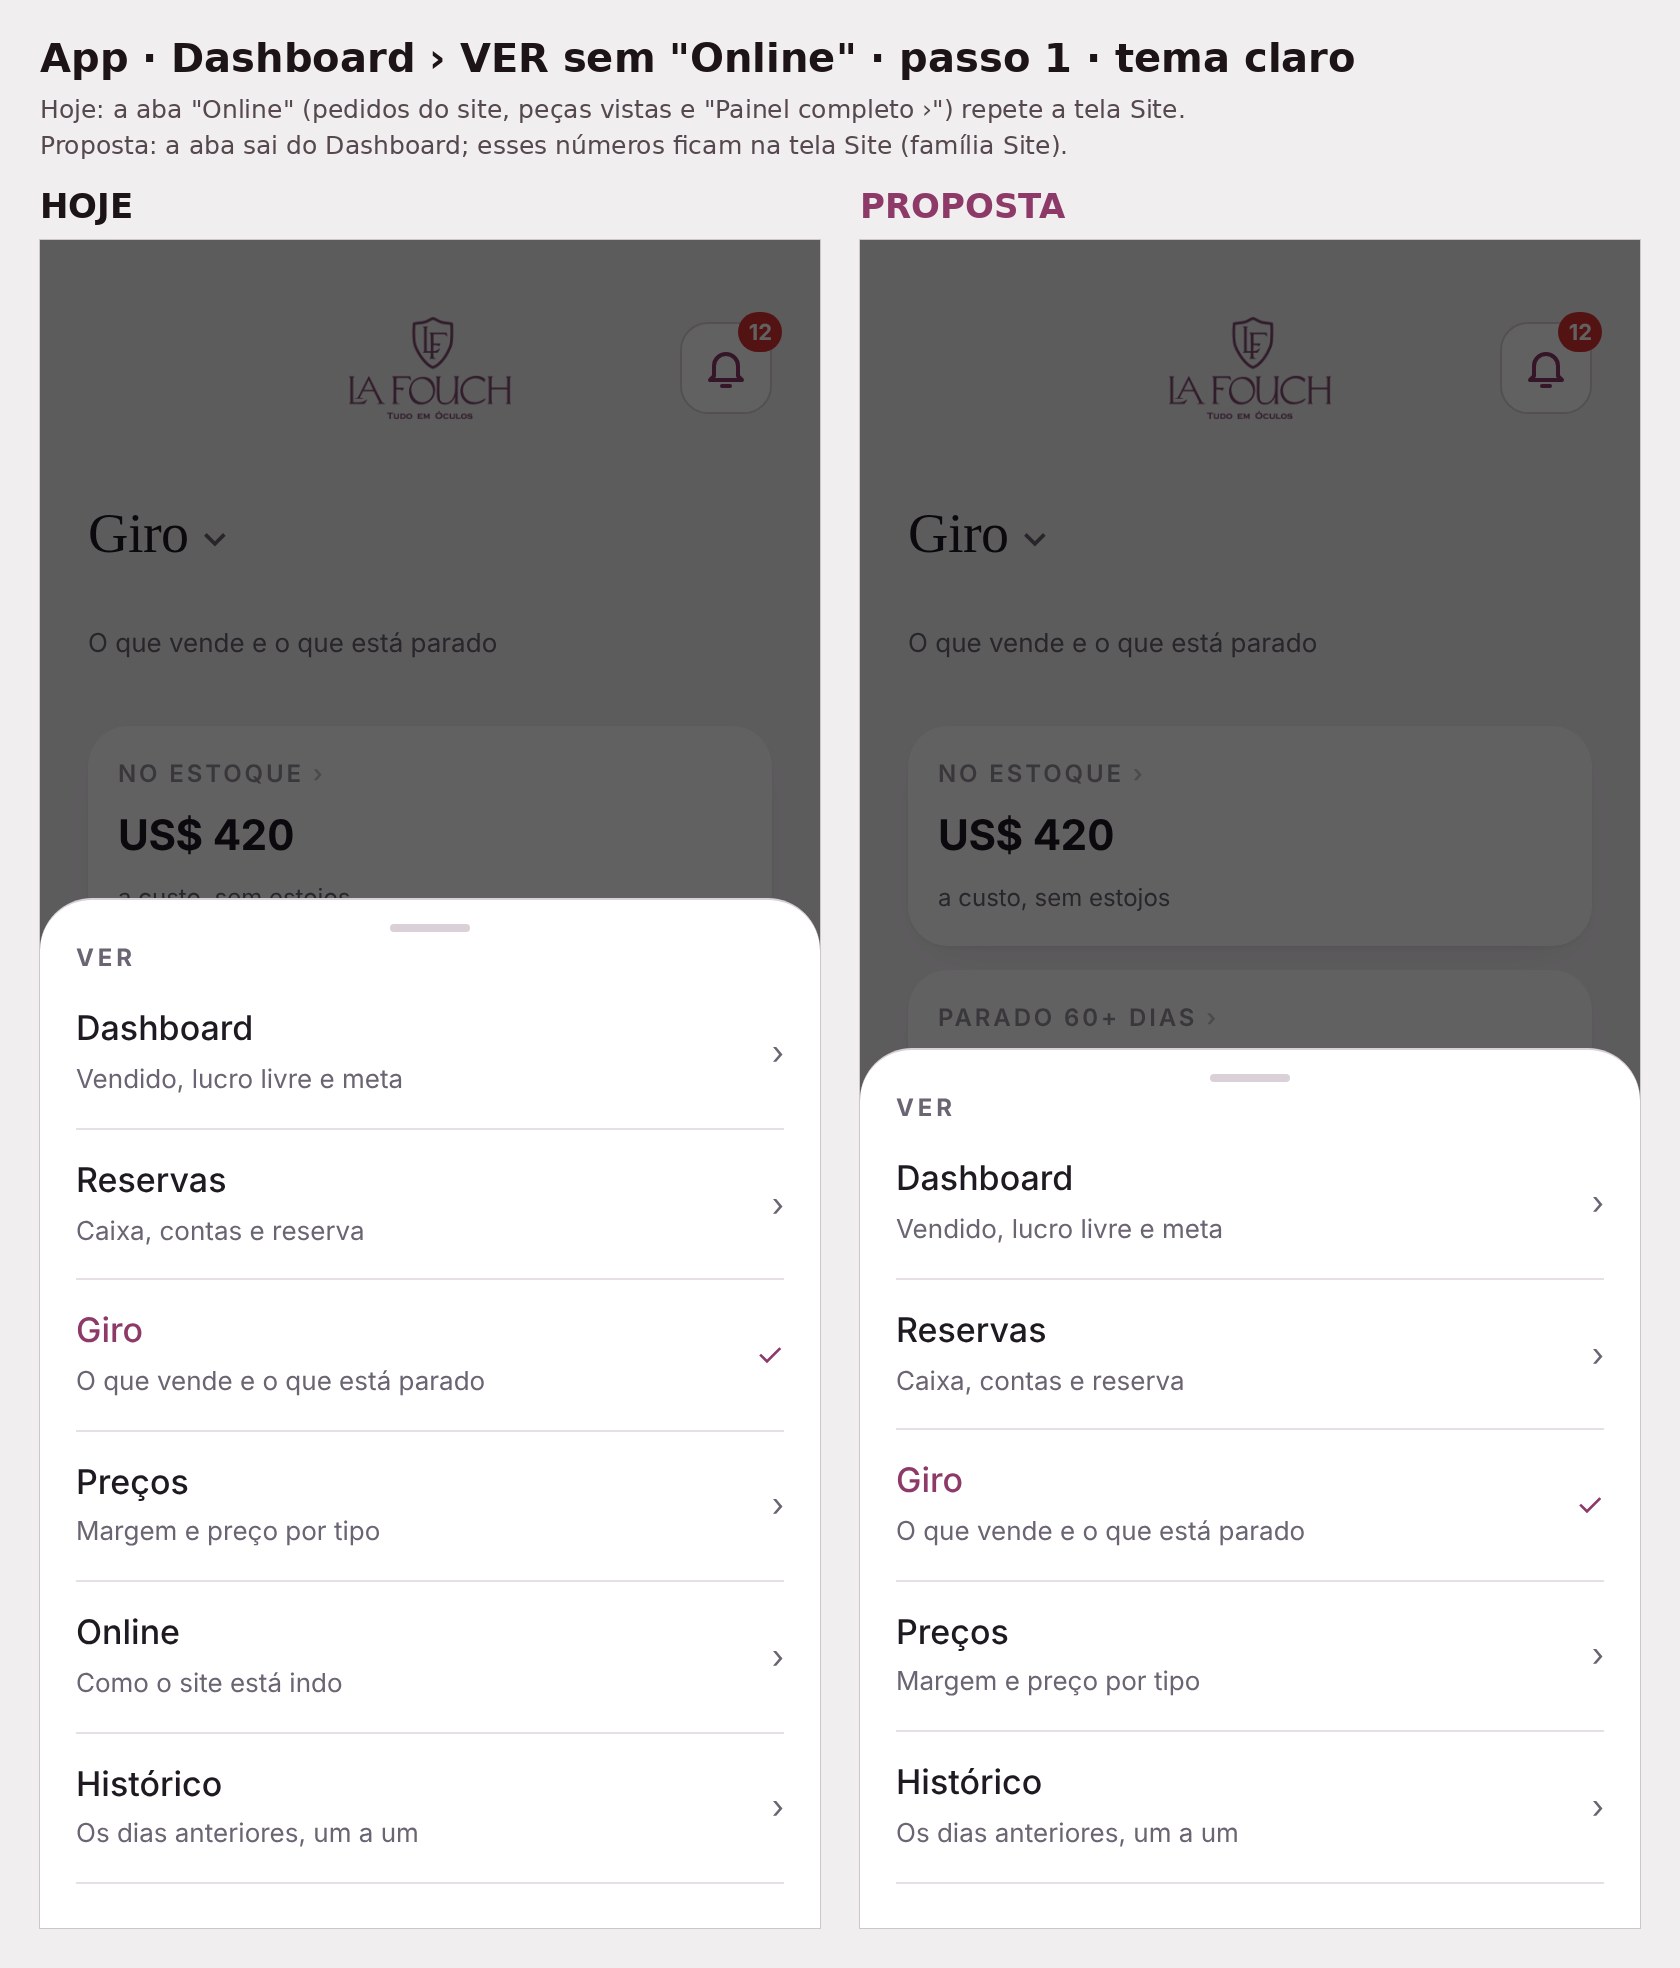 App · Dashboard › VER sem "Online" · passo 1 · tema claro
Hoje: a aba "Online" (pedidos do site, peças vistas e "Painel completo ›") repete a tela Site.
Proposta: a aba sai do Dashboard; esses números ficam na tela Site (família Site).
HOJE
LF
LA FOUCH
TUDO EM ÓCULOS
12
Giro
O que vende e o que está parado
NO ESTOQUE ›
US$ 420
a custo, sem estojos
VER
Dashboard
Vendido, lucro livre e meta
›
Reservas
Caixa, contas e reserva
›
Giro
O que vende e o que está parado
✓
Preços
Margem e preço por tipo
›
Online
Como o site está indo
›
Histórico
Os dias anteriores, um a um
›
PROPOSTA
LF
LA FOUCH
TUDO EM ÓCULOS
12
Giro
O que vende e o que está parado
NO ESTOQUE ›
US$ 420
a custo, sem estojos
PARADO 60+ DIAS ›
VER
Dashboard
Vendido, lucro livre e meta
›
Reservas
Caixa, contas e reserva
›
Giro
O que vende e o que está parado
✓
Preços
Margem e preço por tipo
›
Histórico
Os dias anteriores, um a um
›